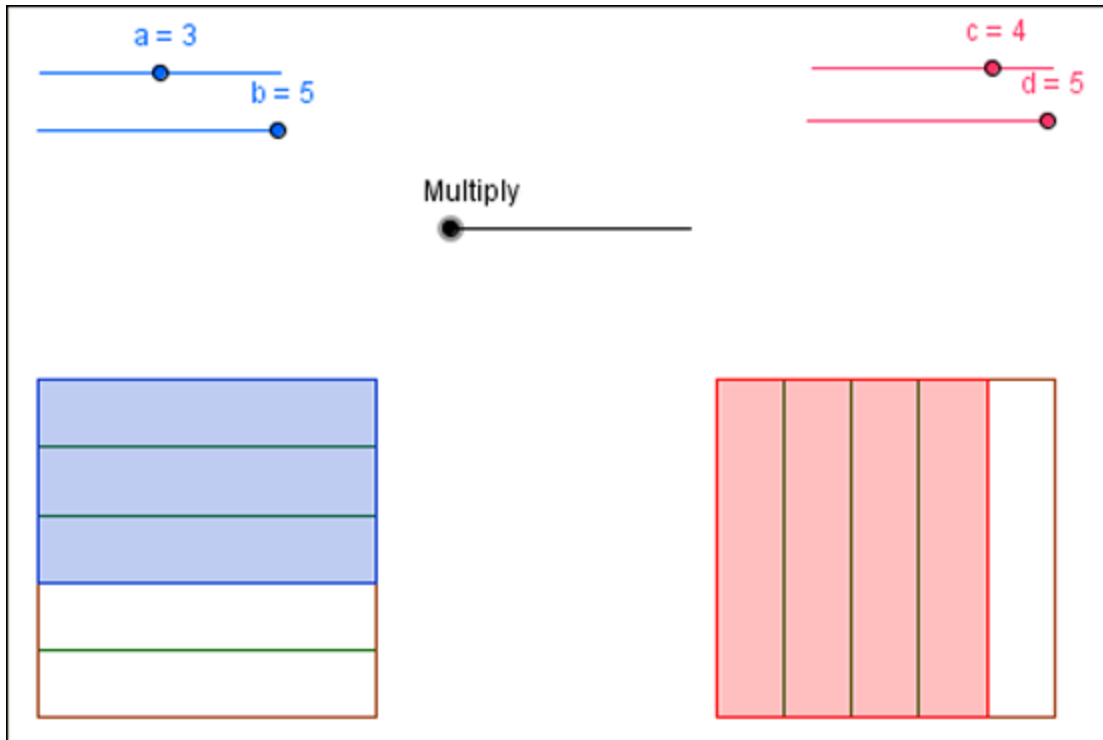 a = 3
b = 5
c = 4
d = 5
Multiply